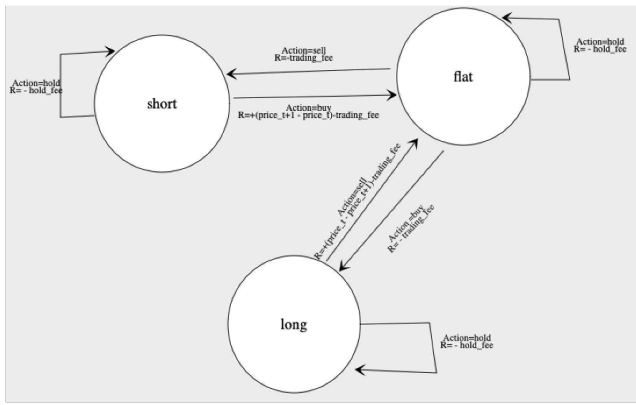 Action=sell
R=-trading_fee
Action=hold
R= - hold_fee
flat
Action=hold
R= - hold_fee
short
Action=buy
R=+(price_t+1 - price_t)-trading_fee
Action=sell
R=+(price_t - price_t+1)-trading_fee
Action =buy
R= - trading_fee
long
Action=hold
R= - hold_fee